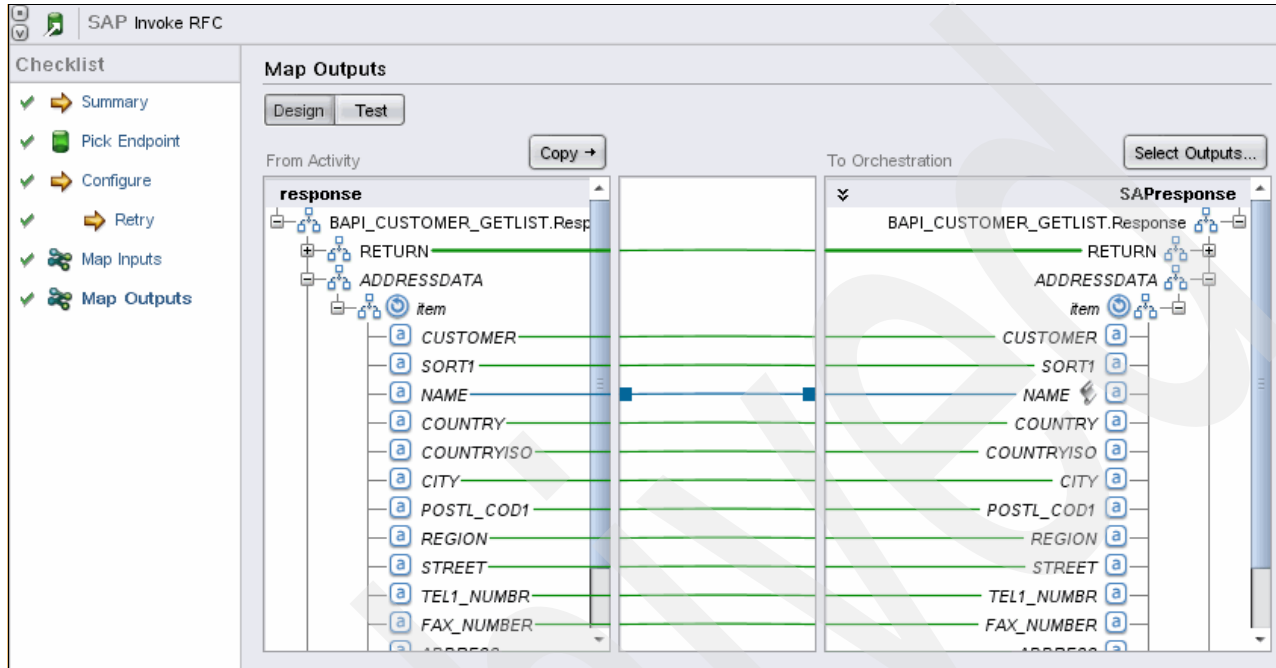 SAP Invoke RFC
Checklist
Summary
Pick Endpoint
Configure
Retry
Map Inputs
Map Outputs
Map Outputs
Design Test
From Activity Copy To Orchestration Select Outputs...
response SAPresponse
BAPI_CUSTOMER_GETLIST.Resp BAPI_CUSTOMER_GETLIST.Response
RETURN RETURN
ADDRESSDATA ADDRESSDATA
item item
a CUSTOMER CUSTOMER a
a SORT1 SORT1 a
a NAME NAME a
a COUNTRY COUNTRY a
a COUNTRYISO COUNTRYISO a
a CITY CITY a
a POSTL_COD1 POSTL_COD1 a
a REGION REGION a
a STREET STREET a
a TEL1_NUMBR TEL1_NUMBR a
a FAX_NUMBER FAX_NUMBER a